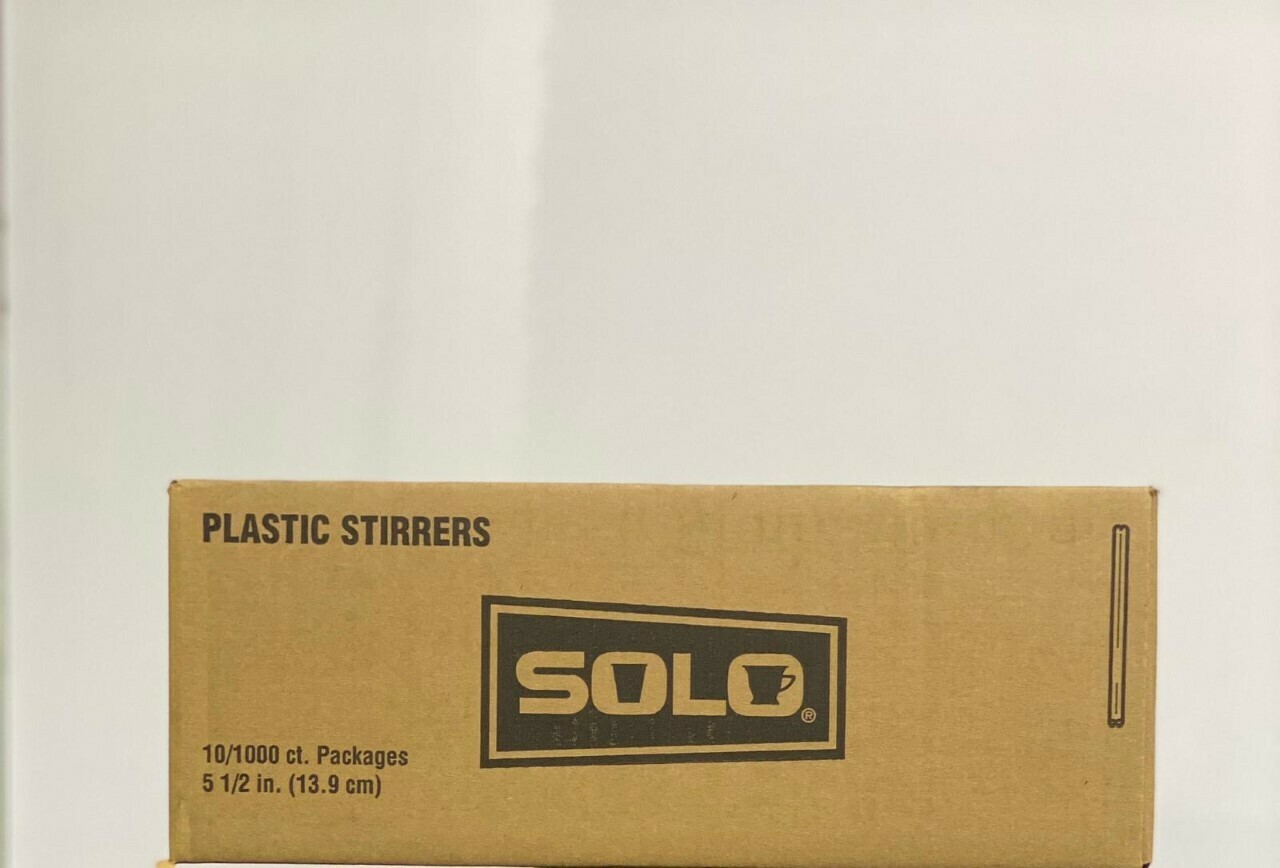 PLASTIC STIRRERS
SOLO®
10/1000 ct. Packages
5 1/2 in. (13.9 cm)